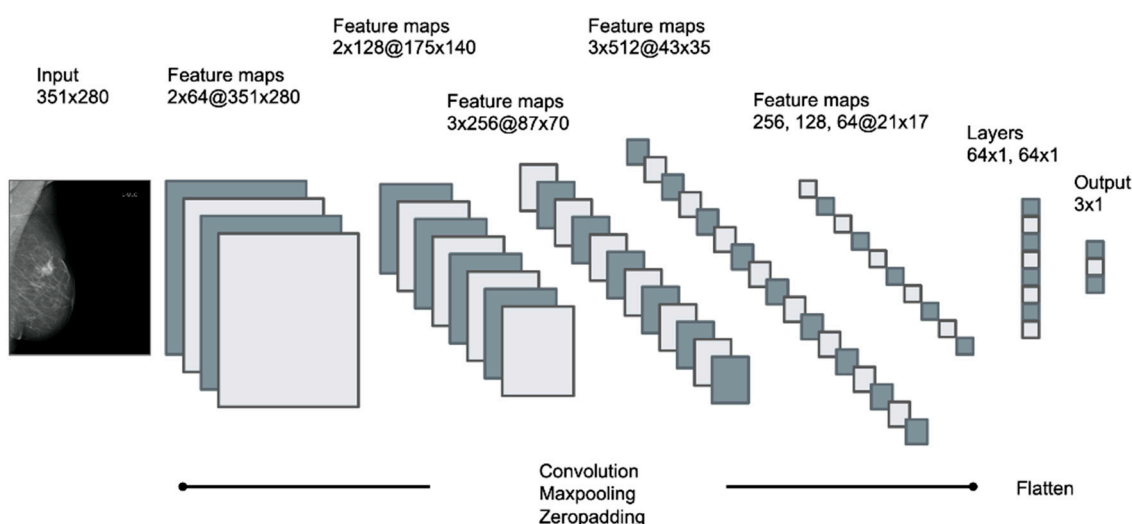 Feature maps
2x128@175x140
Feature maps
3x512@43x35
Input
351x280
Feature maps
2x64@351x280
Feature maps
3x256@87x70
Feature maps
256, 128, 64@21x17
Layers
64x1, 64x1
Output
3x1
Convolution
Maxpooling
Zeropadding
Flatten